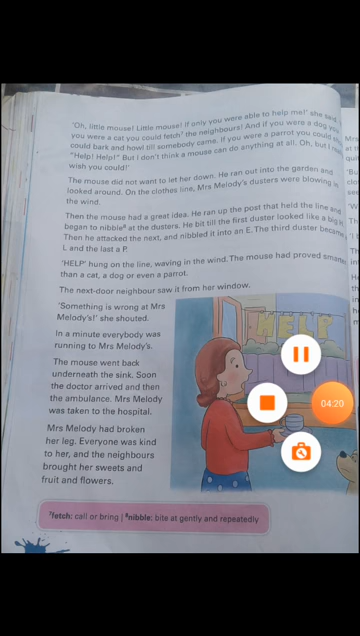 'Oh, little mouse! Little mouse! If only you were able to help me!' she said.
you were a cat you could fetch⁷ the neighbours! And if you were a dog you
could bark and howl till somebody came. If you were a parrot you could
"Help! Help!" But I don't think a mouse can do anything at all. Oh, but I
wish you could!'
The mouse did not want to let her down. He ran out into the garden and
looked around. On the clothes line, Mrs Melody's dusters were blowing in
the wind.
Then the mouse had a great idea. He ran up the post that held the line and
began to nibble⁸ at the dusters. He bit till the first duster looked like a big H.
Then he attacked the next, and nibbled it into an E. The third duster became
L and the last a P.
'HELP' hung on the line, waving in the wind. The mouse had proved smarter
than a cat, a dog or even a parrot.
The next-door neighbour saw it from her window.
'Something is wrong at Mrs
Melody's!' she shouted.
In a minute everybody was
running to Mrs Melody's.
The mouse went back
underneath the sink. Soon
the doctor arrived and then
the ambulance. Mrs Melody
was taken to the hospital.
Mrs Melody had broken
her leg. Everyone was kind
to her, and the neighbours
brought her sweets and
fruit and flowers.
HELP
04:20
⁷fetch: call or bring | ⁸nibble: bite at gently and repeatedly